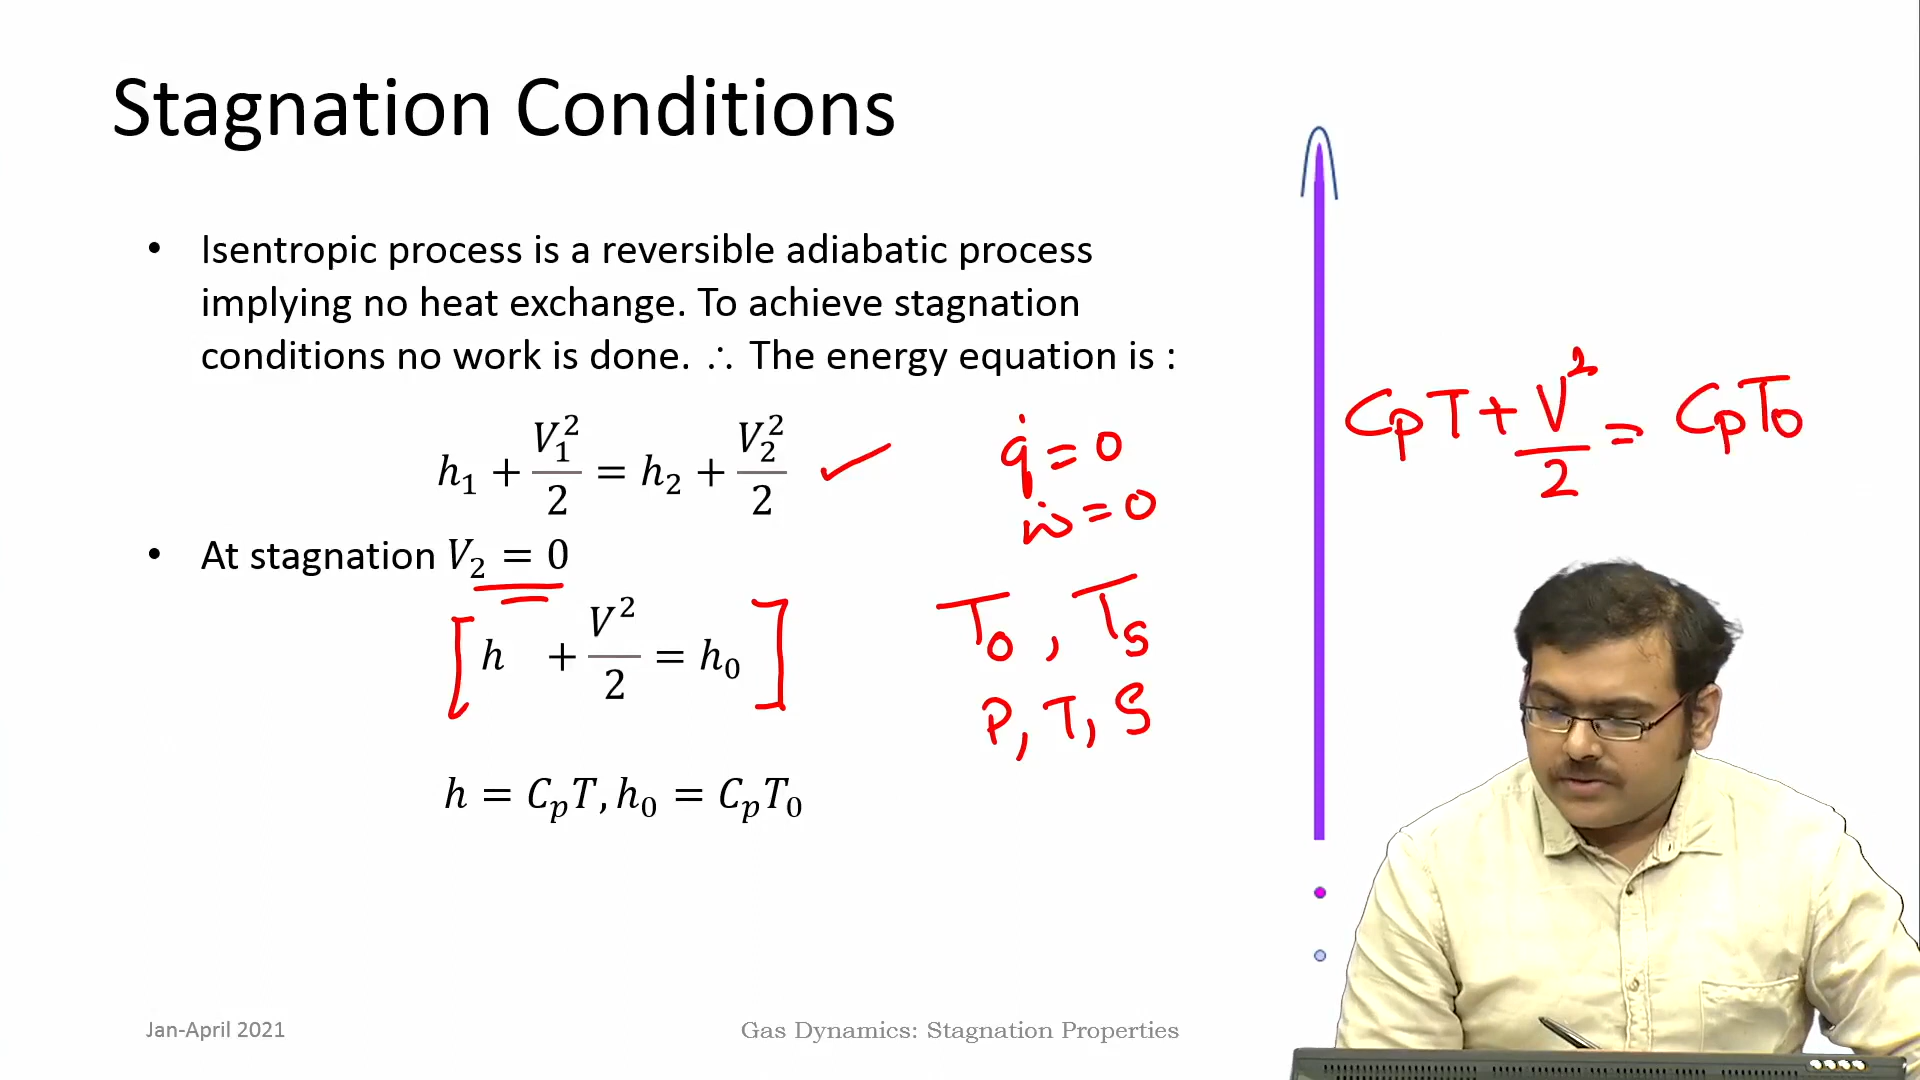 Stagnation Conditions
• Isentropic process is a reversible adiabatic process
implying no heat exchange. To achieve stagnation
conditions no work is done. ∴ The energy equation is :
h₁ + V₁²/2 = h₂ + V₂²/2 ✓
q̇ = 0
ẇ = 0
CpT + V²/2 = CpT₀
• At stagnation V₂ = 0
[h + V²/2 = h₀]
T₀, Tₛ
P, T, S
h = CₚT, h₀ = CₚT₀
Jan-April 2021
Gas Dynamics: Stagnation Properties